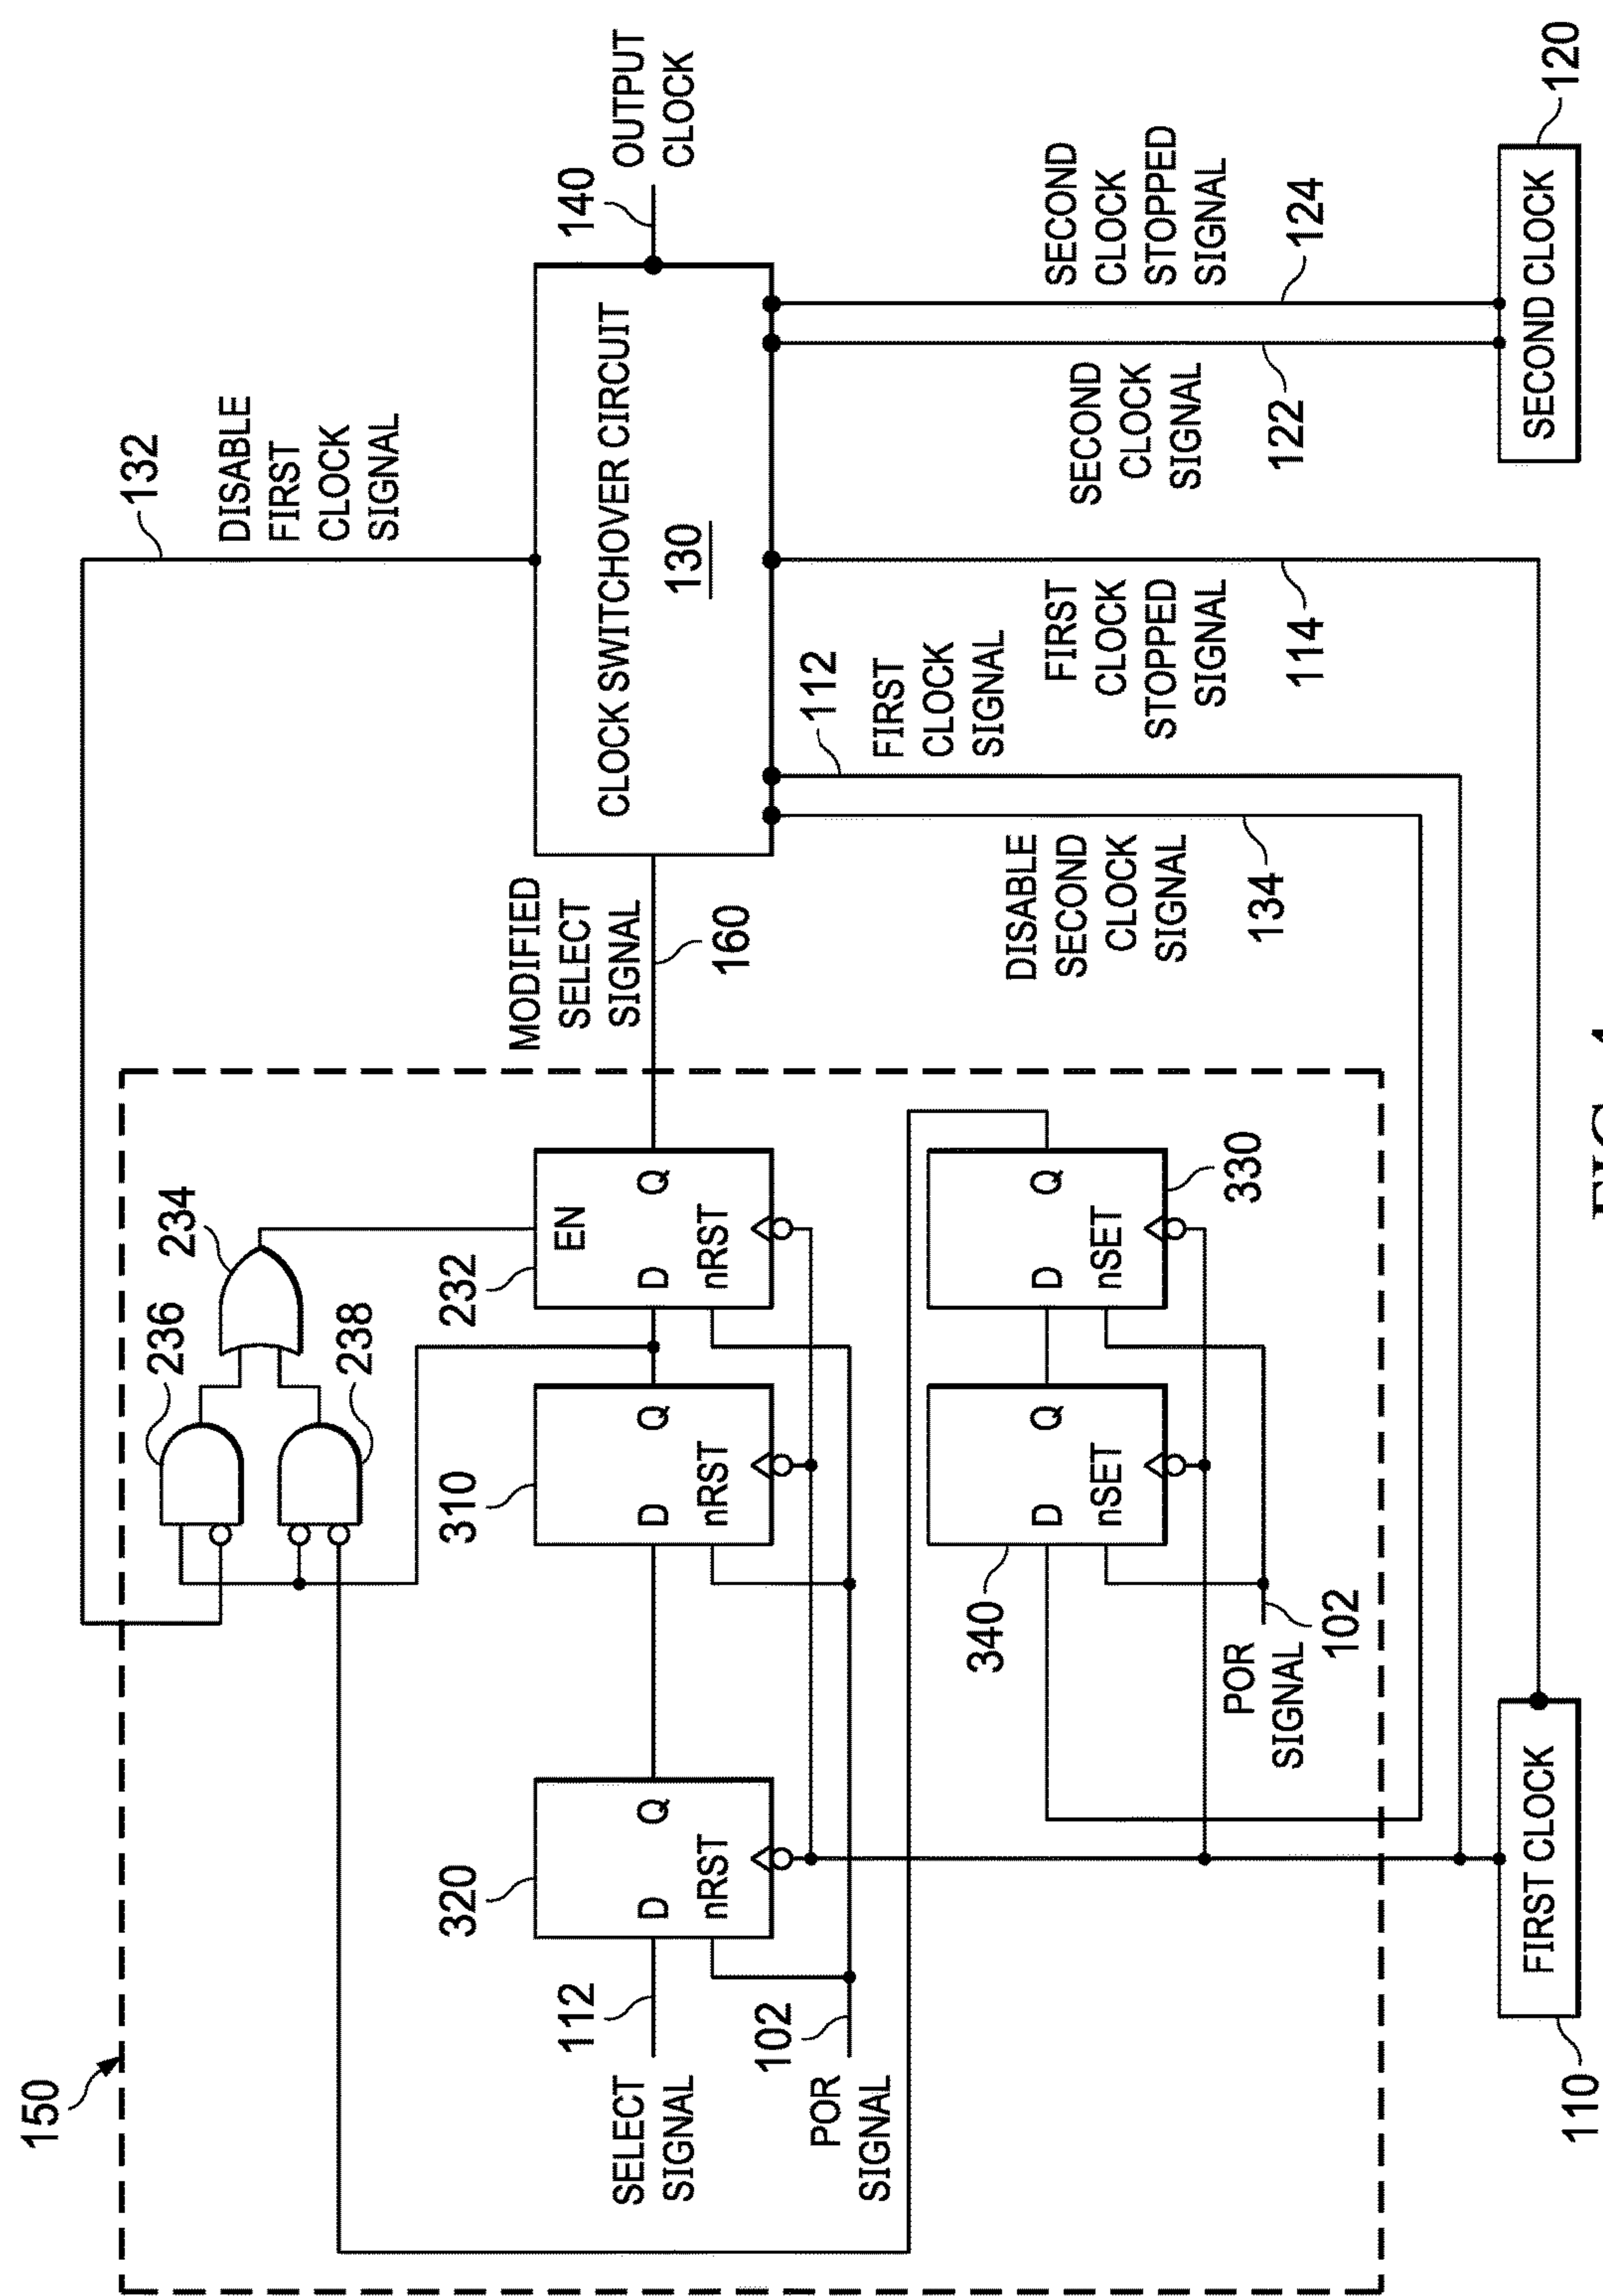 150
132
DISABLE
FIRST
CLOCK
SIGNAL
236
234
238
320
D
Q
nRST
310
D
Q
nRST
232
EN
D
Q
nRST
MODIFIED
SELECT
SIGNAL
160
CLOCK SWITCHOVER CIRCUIT
130
140
OUTPUT
CLOCK
SELECT
SIGNAL
112
POR
SIGNAL
102
340
D
Q
nSET
330
D
Q
nSET
POR
SIGNAL
102
112
FIRST
CLOCK
SIGNAL
DISABLE
SECOND
CLOCK
SIGNAL
134
FIRST
CLOCK
STOPPED
SIGNAL
114
SECOND
CLOCK
SIGNAL
122
SECOND
CLOCK
STOPPED
SIGNAL
124
110
FIRST CLOCK
SECOND CLOCK
120